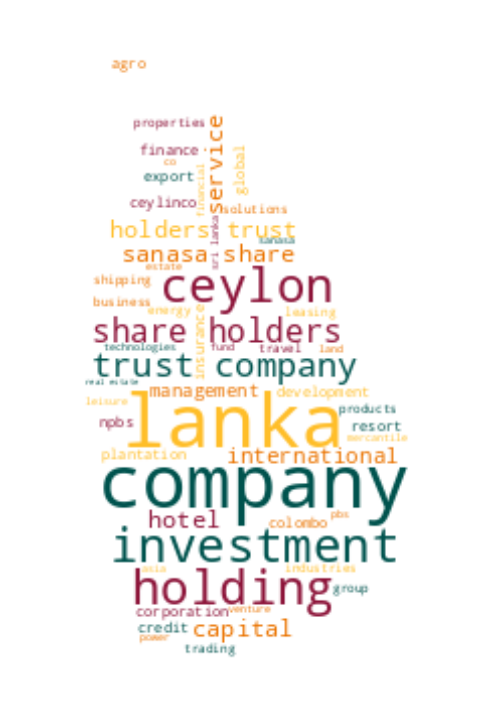 agro
properties
service
finance
global
co
financial
export
ceylinco
solutions
sri lanka
holders trust
sanasa
sanasa share
estate
shipping
ceylon
business
energy
insurance
leasing
share holders
technologies
fund
travel
land
trust company
real estate
management
development
lanka
leisure
products
npbs
resort
mercantile
plantation
international
company
hotel
colombo
pbs
investment
asia
industries
holding
group
corporation
venture
credit
capital
power
trading